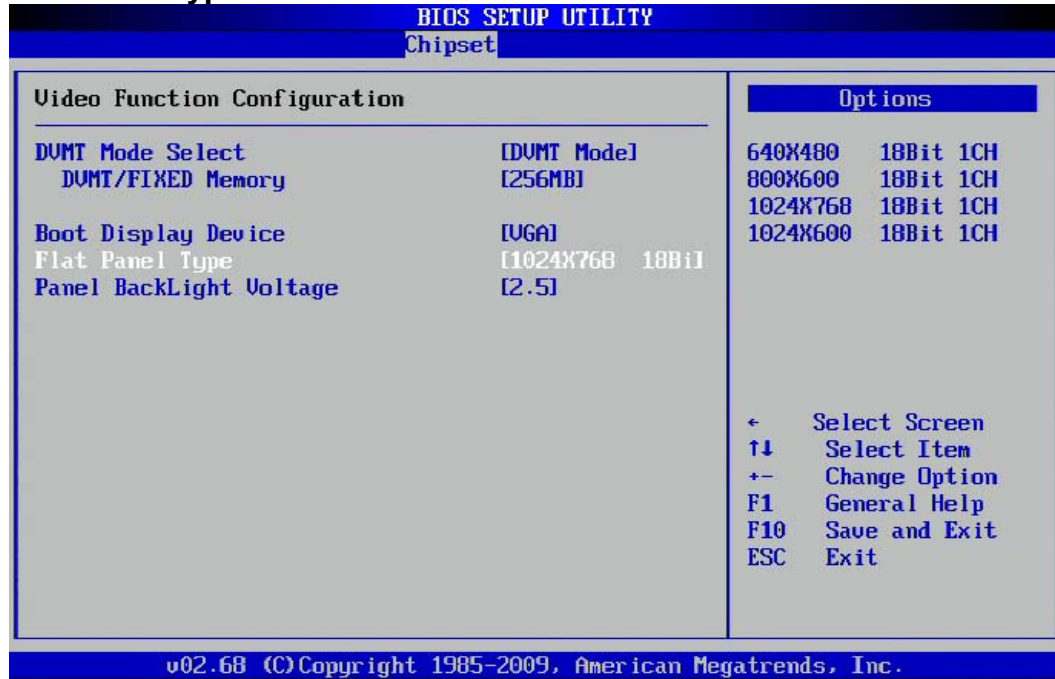 BIOS SETUP UTILITY
Chipset
Video Function Configuration
DVMT Mode Select [DVMT Mode]
DVMT/FIXED Memory [256MB]
Boot Display Device [VGA]
Flat Panel Type [1024X768 18Bi]
Panel BackLight Voltage [2.5]
Options
640X480 18Bit 1CH
800X600 18Bit 1CH
1024X768 18Bit 1CH
1024X600 18Bit 1CH
← Select Screen
↑↓ Select Item
+- Change Option
F1 General Help
F10 Save and Exit
ESC Exit
v02.68 (C)Copyright 1985-2009, American Megatrends, Inc.